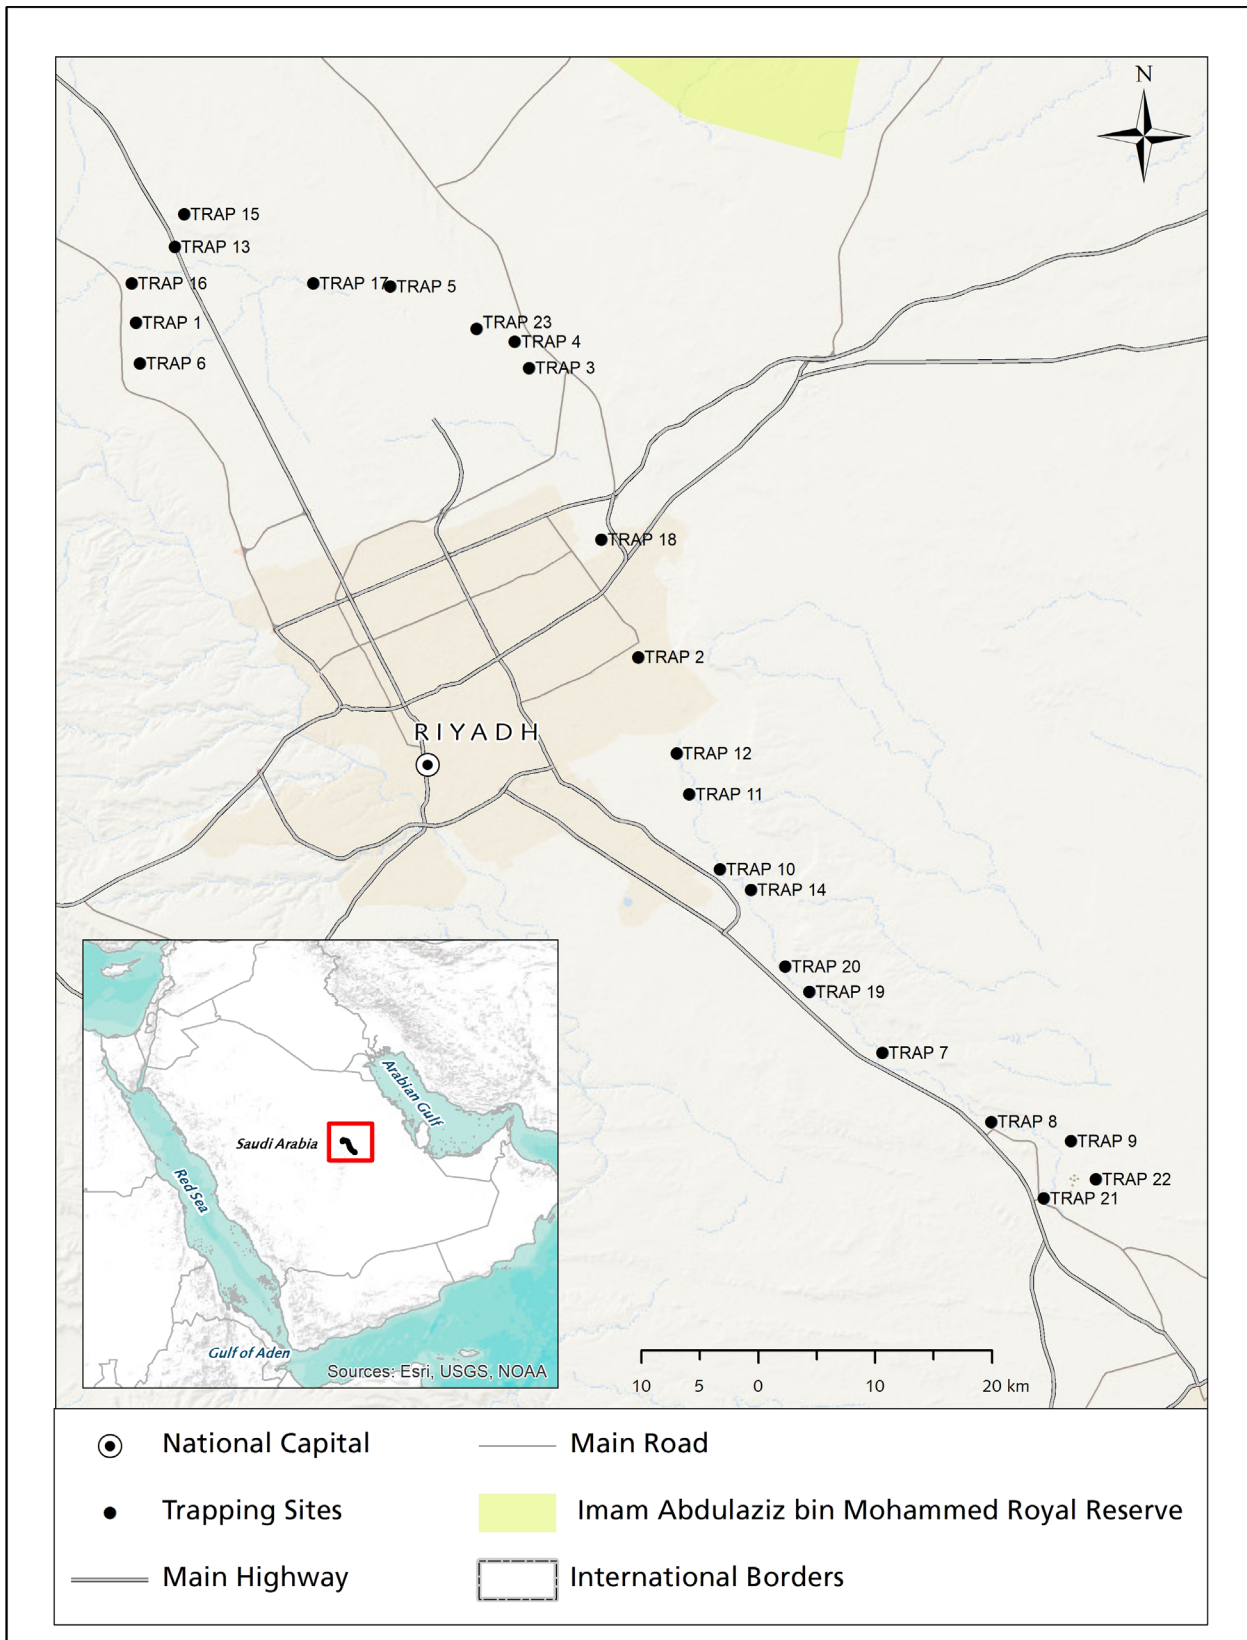 N
TRAP 15
TRAP 13
TRAP 16
TRAP 17
TRAP 5
TRAP 1
TRAP 23
TRAP 4
TRAP 6
TRAP 3
TRAP 18
TRAP 2
RIYADH
TRAP 12
TRAP 11
TRAP 10
TRAP 14
TRAP 20
TRAP 19
TRAP 7
TRAP 8
TRAP 9
TRAP 22
TRAP 21
Arabian Gulf
Saudi Arabia
Red Sea
Gulf of Aden
Sources: Esri, USGS, NOAA
10 5 0 10 20 km
National Capital
Main Road
Trapping Sites
Imam Abdulaziz bin Mohammed Royal Reserve
Main Highway
International Borders